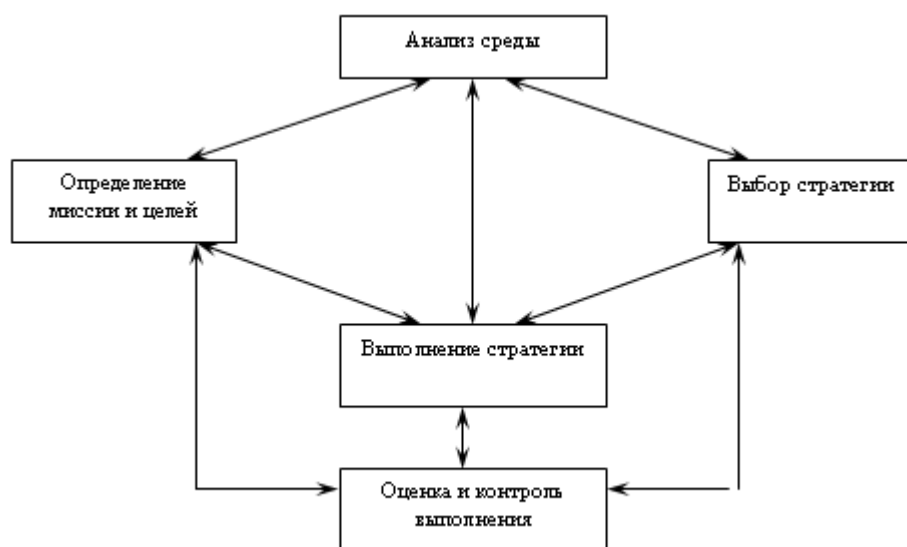 Анализ среды
Определение
миссии и целей
Выбор стратегии
Выполнение стратегии
Оценка и контроль
выполнения